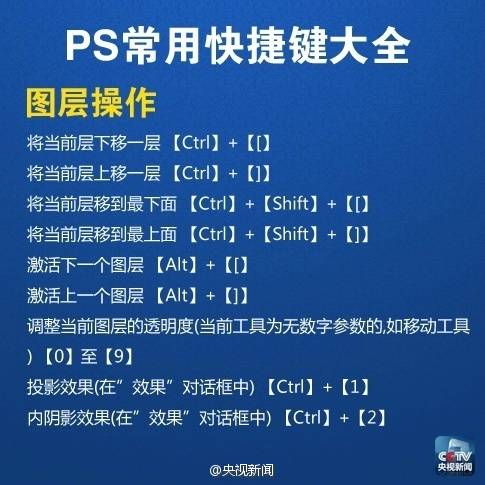 PS常用快捷键大全
图层操作
将当前层下移一层 【Ctrl】+【[】
将当前层上移一层 【Ctrl】+【]】
将当前层移到最下面 【Ctrl】+【Shift】+【[】
将当前层移到最上面 【Ctrl】+【Shift】+【]】
激活下一个图层 【Alt】+【[】
激活上一个图层 【Alt】+【]】
调整当前图层的透明度(当前工具为无数字参数的,如移动工具
) 【0】至【9】
投影效果(在”效果”对话框中) 【Ctrl】+【1】
内阴影效果(在”效果”对话框中) 【Ctrl】+【2】
CCTV
央视新闻
@央视新闻